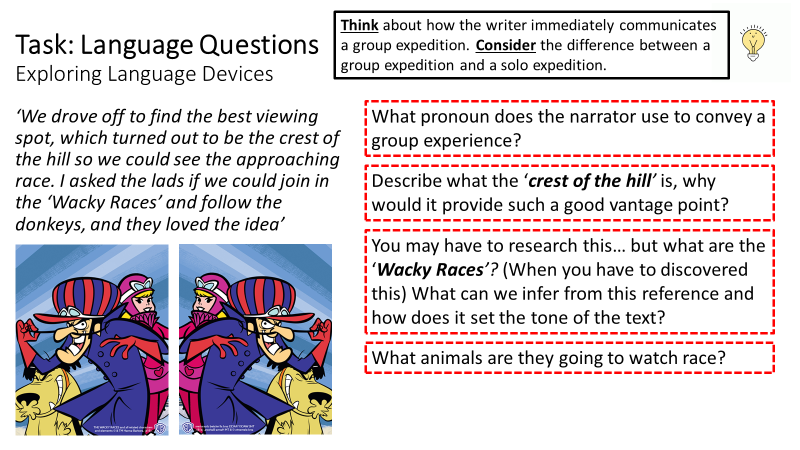 Task: Language Questions
Exploring Language Devices
Think about how the writer immediately communicates
a group expedition. Consider the difference between a
group expedition and a solo expedition.
‘We drove off to find the best viewing
spot, which turned out to be the crest of
the hill so we could see the approaching
race. I asked the lads if we could join in
the ‘Wacky Races’ and follow the
donkeys, and they loved the idea’
What pronoun does the narrator use to convey a
group experience?
Describe what the ‘crest of the hill’ is, why
would it provide such a good vantage point?
You may have to research this… but what are the
‘Wacky Races’? (When you have to discovered
this) What can we infer from this reference and
how does it set the tone of the text?
What animals are they going to watch race?